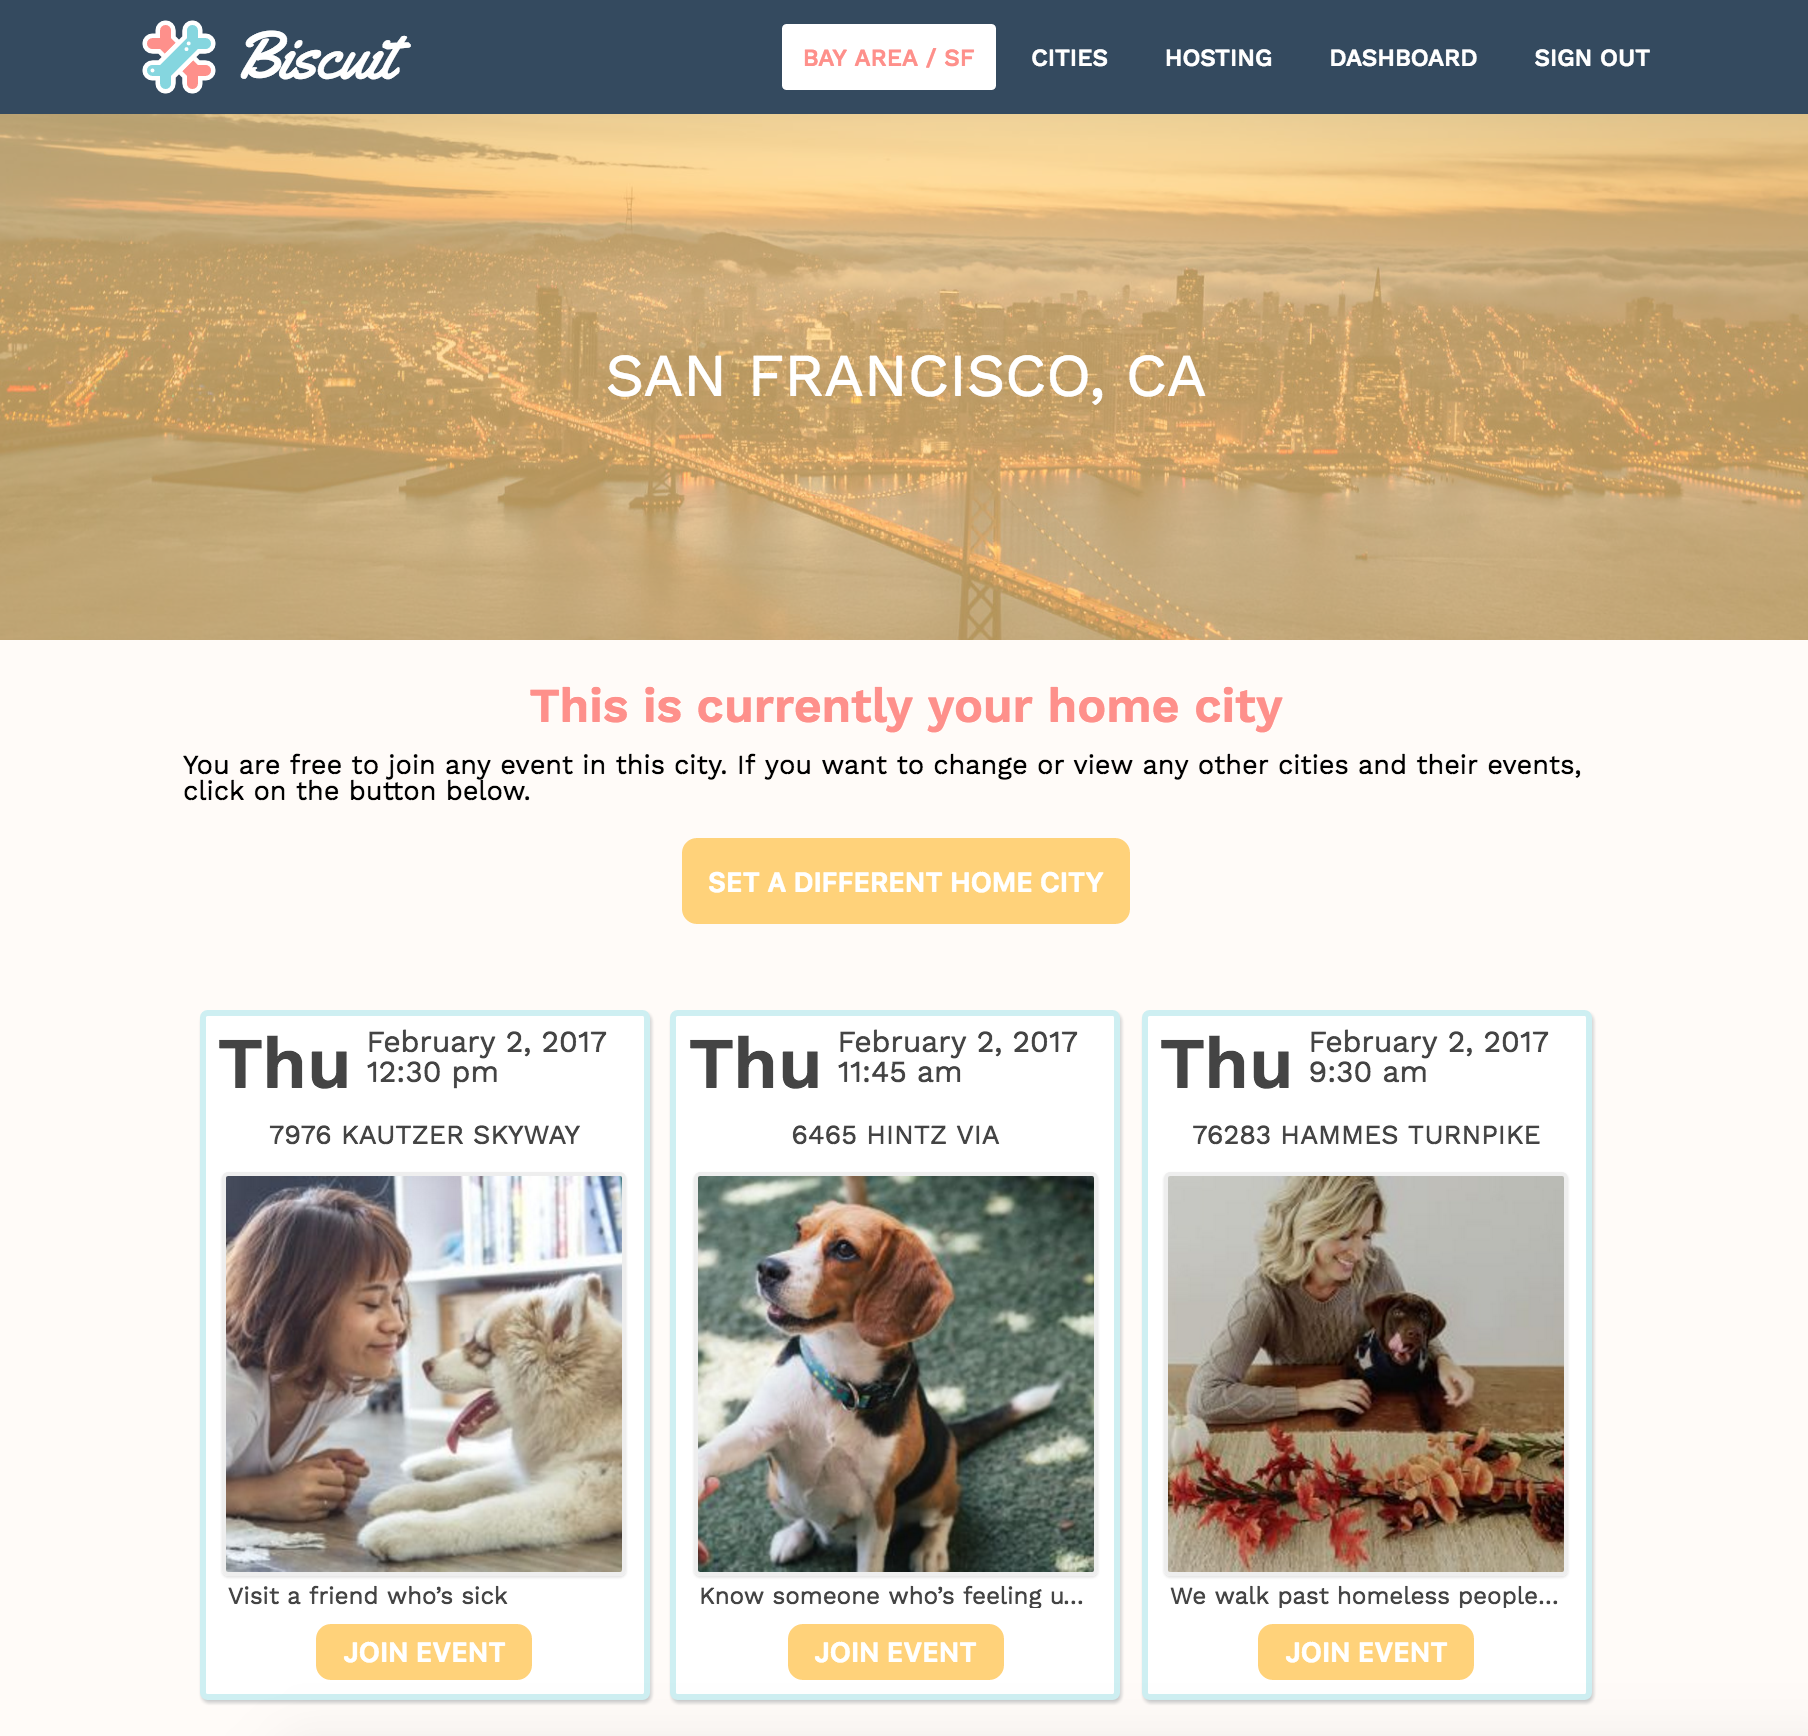 Biscuit
BAY AREA / SF
CITIES
HOSTING
DASHBOARD
SIGN OUT
SAN FRANCISCO, CA
This is currently your home city
You are free to join any event in this city. If you want to change or view any other cities and their events,
click on the button below.
SET A DIFFERENT HOME CITY
Thu
February 2, 2017
12:30 pm
7976 KAUTZER SKYWAY
Visit a friend who’s sick
JOIN EVENT
Thu
February 2, 2017
11:45 am
6465 HINTZ VIA
Know someone who’s feeling u...
JOIN EVENT
Thu
February 2, 2017
9:30 am
76283 HAMMES TURNPIKE
We walk past homeless people...
JOIN EVENT